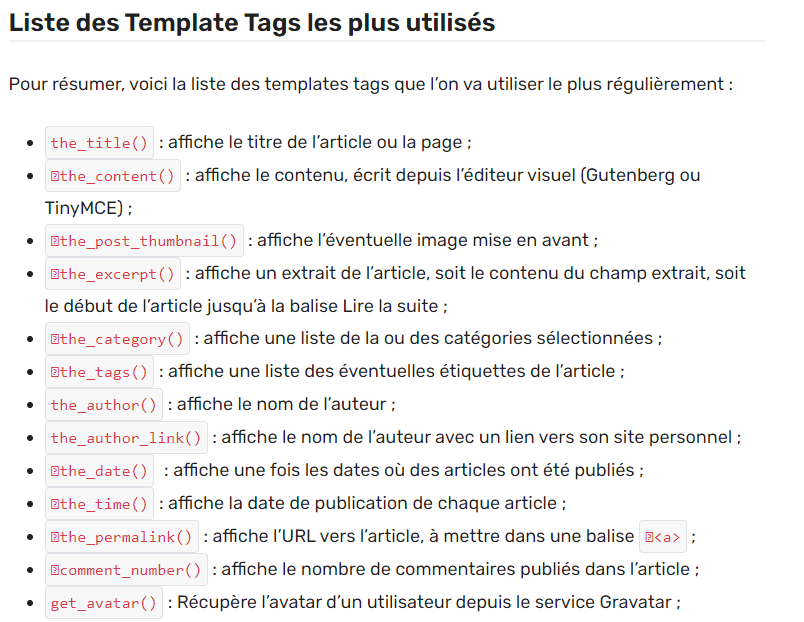 Liste des Template Tags les plus utilisés
Pour résumer, voici la liste des templates tags que l’on va utiliser le plus régulièrement :
the_title() : affiche le titre de l’article ou la page ;
the_content() : affiche le contenu, écrit depuis l’éditeur visuel (Gutenberg ou
TinyMCE) ;
the_post_thumbnail() : affiche l’éventuelle image mise en avant ;
the_excerpt() : affiche un extrait de l’article, soit le contenu du champ extrait, soit
le début de l’article jusqu’à la balise Lire la suite ;
the_category() : affiche une liste de la ou des catégories sélectionnées ;
the_tags() : affiche une liste des éventuelles étiquettes de l’article ;
the_author() : affiche le nom de l’auteur ;
the_author_link() : affiche le nom de l’auteur avec un lien vers son site personnel ;
the_date() : affiche une fois les dates où des articles ont été publiés ;
the_time() : affiche la date de publication de chaque article ;
the_permalink() : affiche l’URL vers l’article, à mettre dans une balise <a> ;
comment_number() : affiche le nombre de commentaires publiés dans l’article ;
get_avatar() : Récupère l’avatar d’un utilisateur depuis le service Gravatar ;